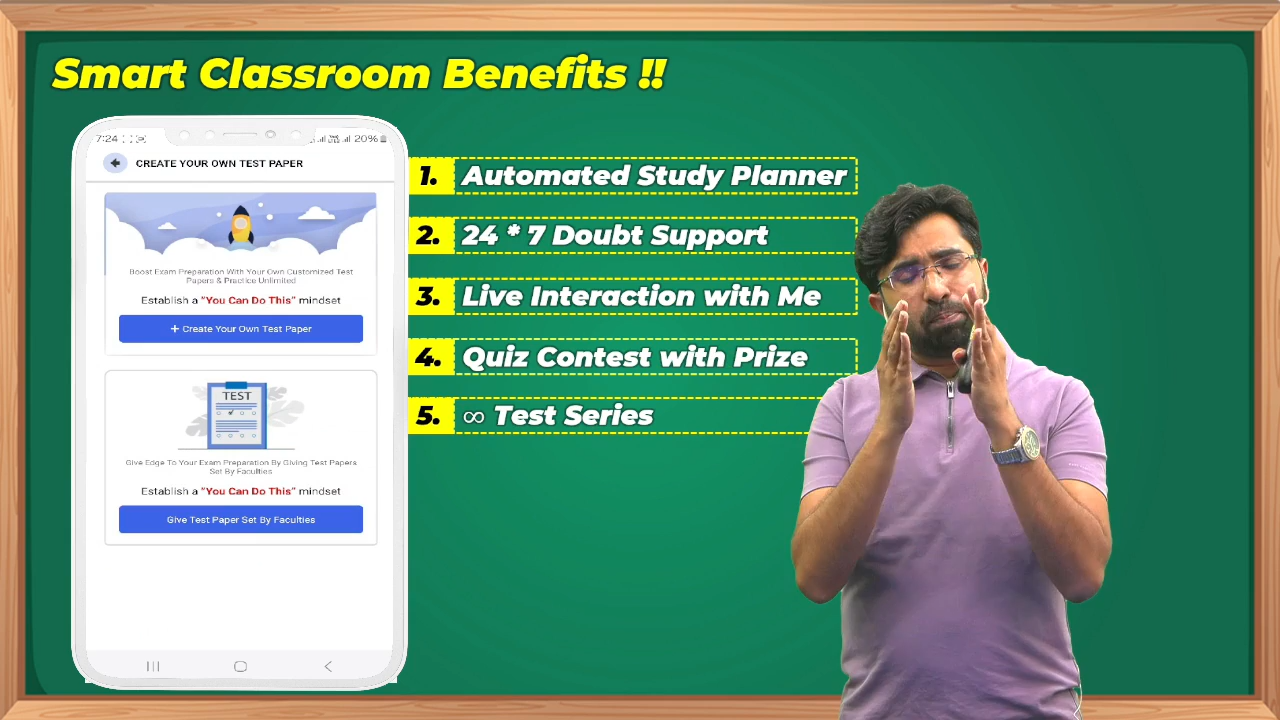 Smart Classroom Benefits !!
7:24
20%
CREATE YOUR OWN TEST PAPER
Boost Exam Preparation With Your Own Customized Test
Papers & Practice Unlimited
Establish a "You Can Do This" mindset
+ Create Your Own Test Paper
TEST
Give Edge To Your Exam Preparation By Giving Test Papers
Set By Faculties
Establish a "You Can Do This" mindset
Give Test Paper Set By Faculties
1. Automated Study Planner
2. 24 * 7 Doubt Support
3. Live Interaction with Me
4. Quiz Contest with Prize
5. ∞ Test Series